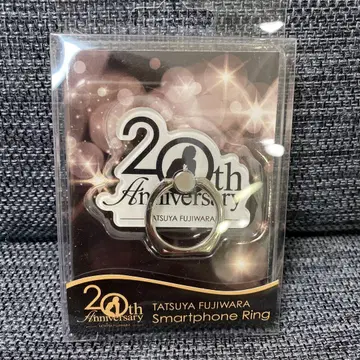 20th
Anniversary
TATSUYA FUJIWARA
20th
Anniversary
TATSUYA FUJIWARA
Smartphone Ring